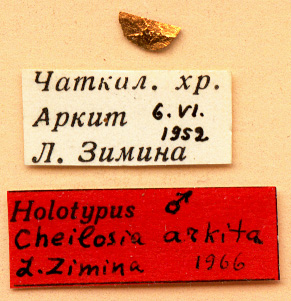 Чаткал. хр.
Аркит 6.VI.
1952
Л. Зимина
Holotypus ♂
Cheilosia arkita
L. Zimina 1966